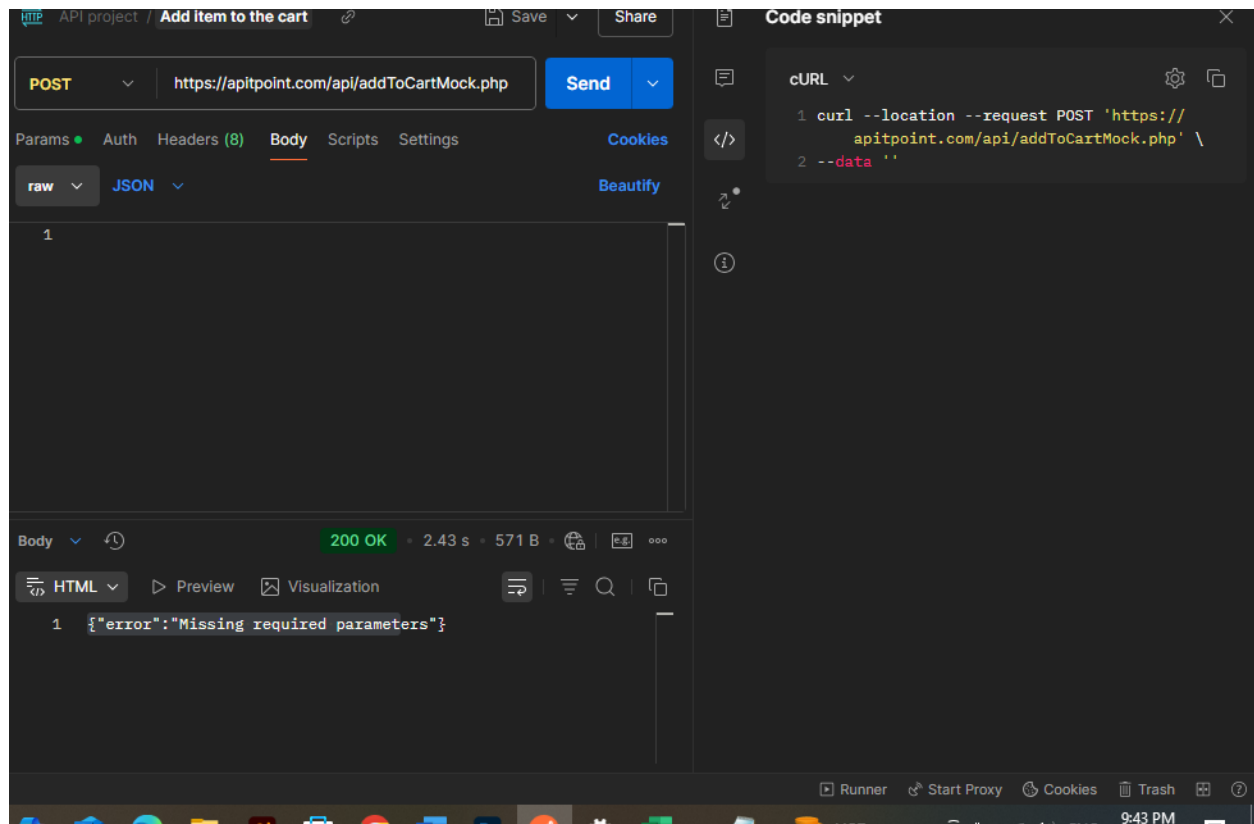 HTTP API project / Add item to the cart Save Share
POST https://apitpoint.com/api/addToCartMock.php Send
Params Auth Headers (8) Body Scripts Settings Cookies
raw JSON Beautify
1
Body 200 OK 2.43 s 571 B e.g.
HTML Preview Visualization
1 {"error":"Missing required parameters"}
Code snippet
cURL
1 curl --location --request POST 'https://
apitpoint.com/api/addToCartMock.php' \
2 --data ''
Runner Start Proxy Cookies Trash
9:43 PM